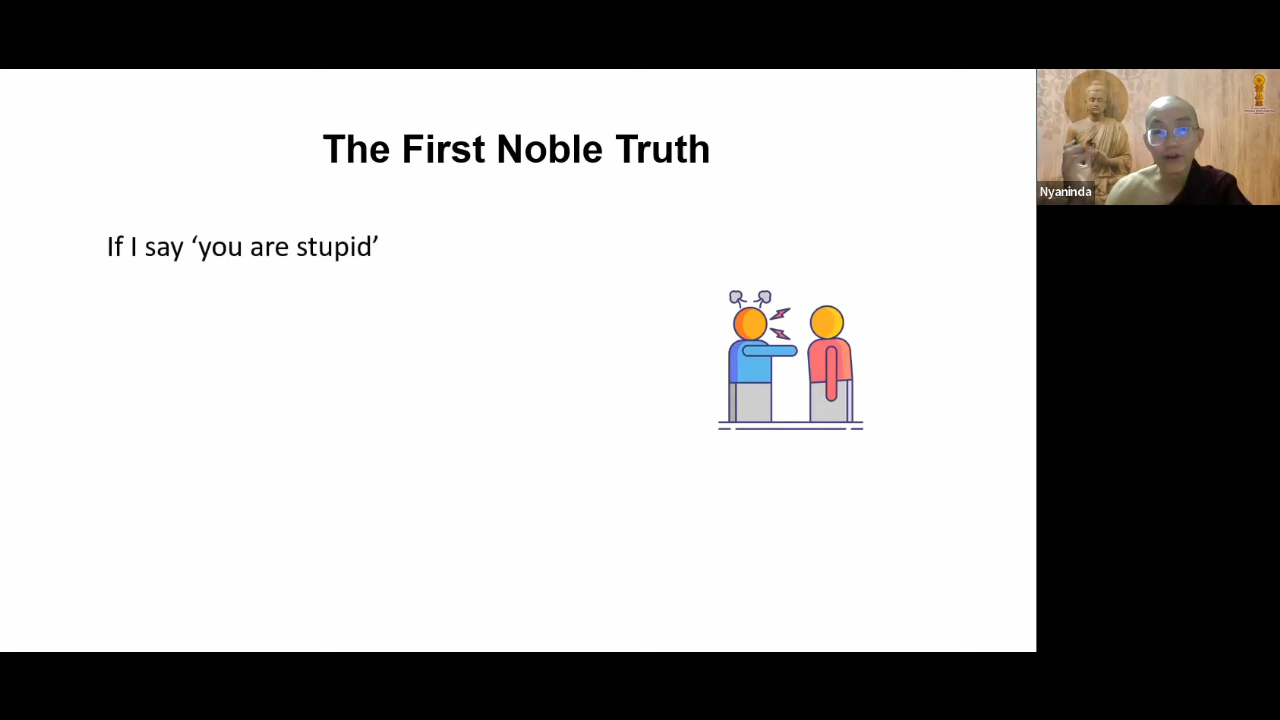 The First Noble Truth
If I say ‘you are stupid’
Nyaninda